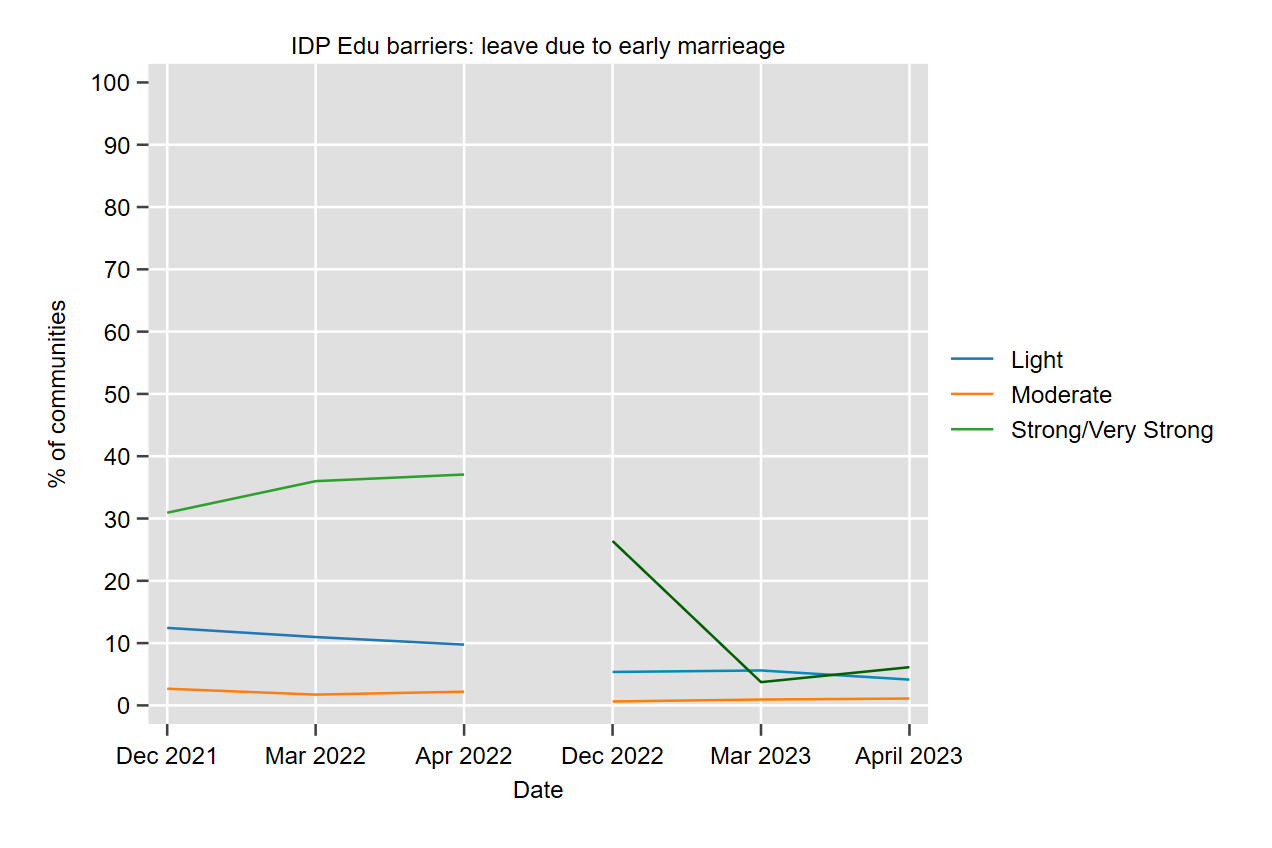 IDP Edu barriers: leave due to early marrieage
100
90
80
70
60
50
40
30
20
10
0
% of communities
Dec 2021 Mar 2022 Apr 2022 Dec 2022 Mar 2023 April 2023
Date
Light
Moderate
Strong/Very Strong